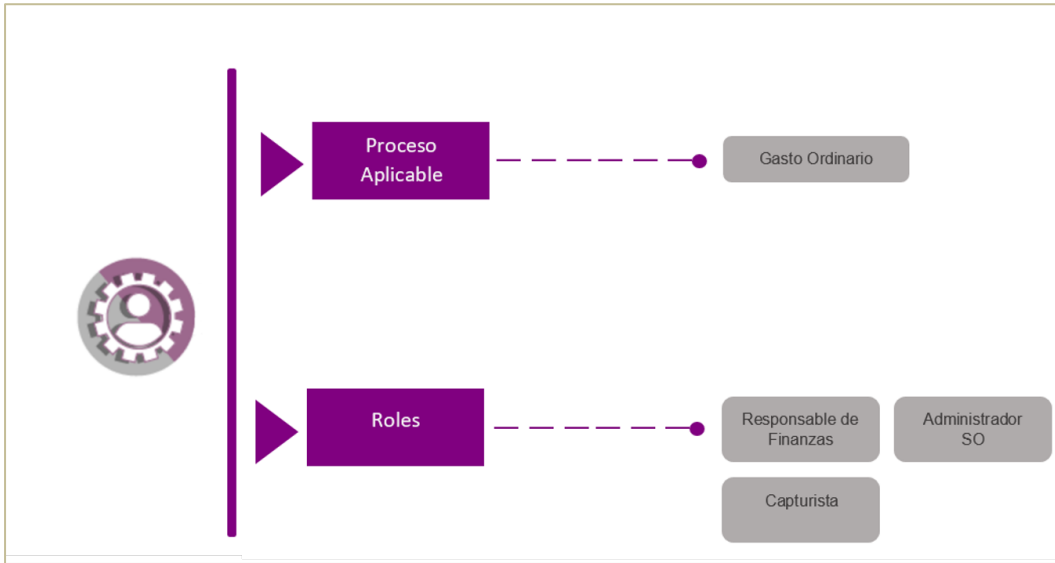 Proceso
Aplicable
Gasto Ordinario
Roles
Responsable de
Finanzas
Administrador
SO
Capturista